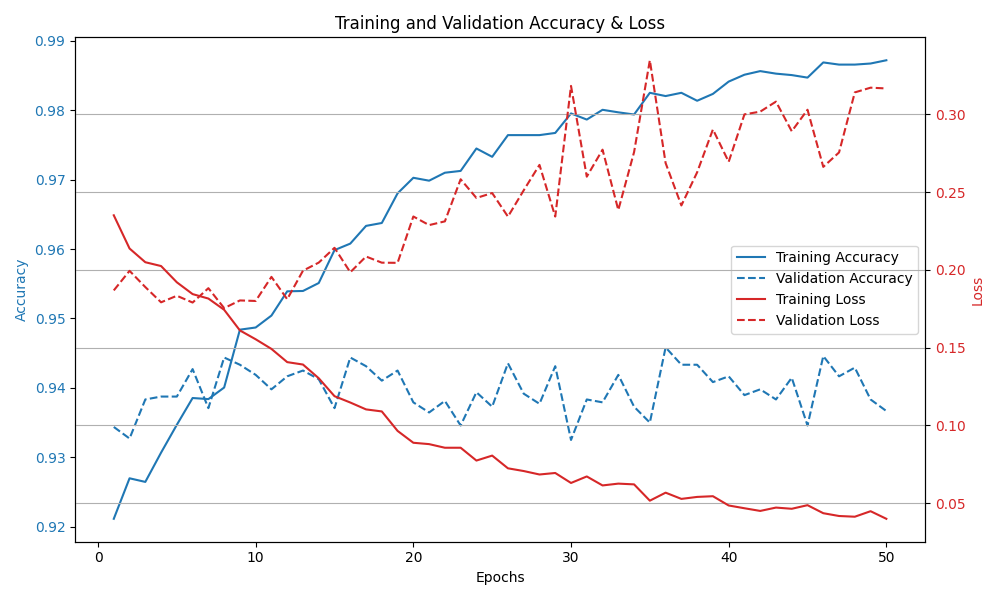 Training and Validation Accuracy & Loss
0.99
0.98
0.97
0.96
0.95
0.94
0.93
0.92
Accuracy
0.30
0.25
0.20
0.15
0.10
0.05
Loss
Training Accuracy
Validation Accuracy
Training Loss
Validation Loss
0 10 20 30 40 50
Epochs